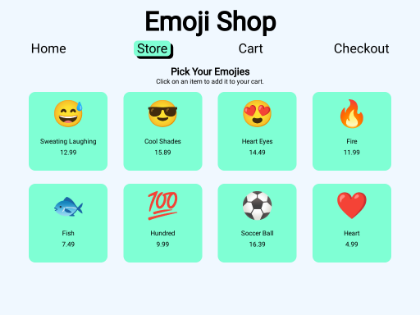 Emoji Shop
Home Store Cart Checkout
Pick Your Emojies
Click on an item to add it to your cart.
Sweating Laughing Cool Shades Heart Eyes Fire
12.99 15.89 14.49 11.99
100
Fish Hundred Soccer Ball Heart
7.49 9.99 16.39 4.99